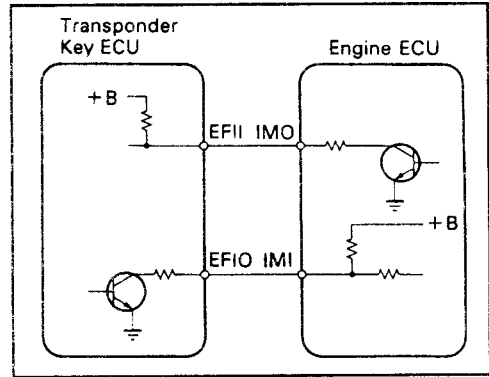 Transponder
Key ECU
Engine ECU
+B
EFII IMO
+B
EFIO IMI